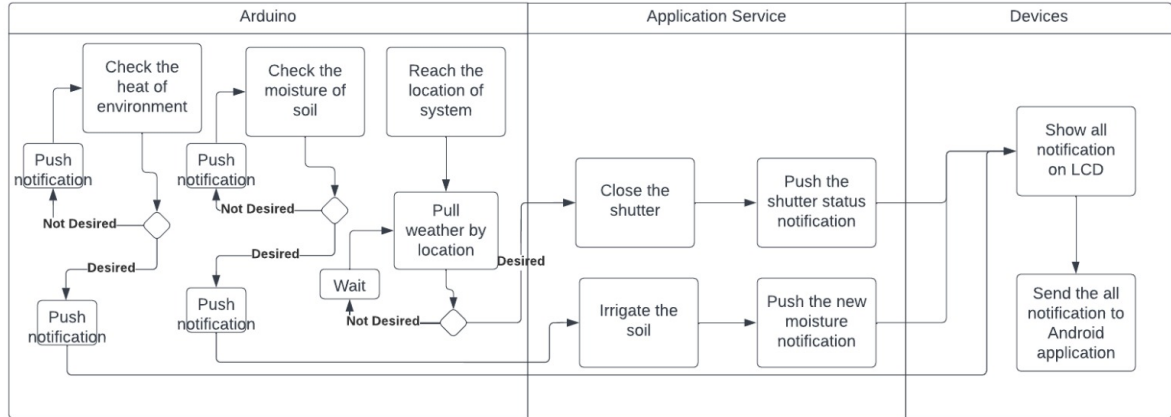 Arduino
Application Service
Devices
Check the
heat of
environment
Push
notification
Not Desired
Desired
Push
notification
Check the
moisture of
soil
Push
notification
Not Desired
Desired
Push
notification
Reach the
location of
system
Pull
weather by
location
Wait
Not Desired
Desired
Close the
shutter
Push the
shutter status
notification
Irrigate the
soil
Push the new
moisture
notification
Show all
notification
on LCD
Send the all
notification to
Android
application